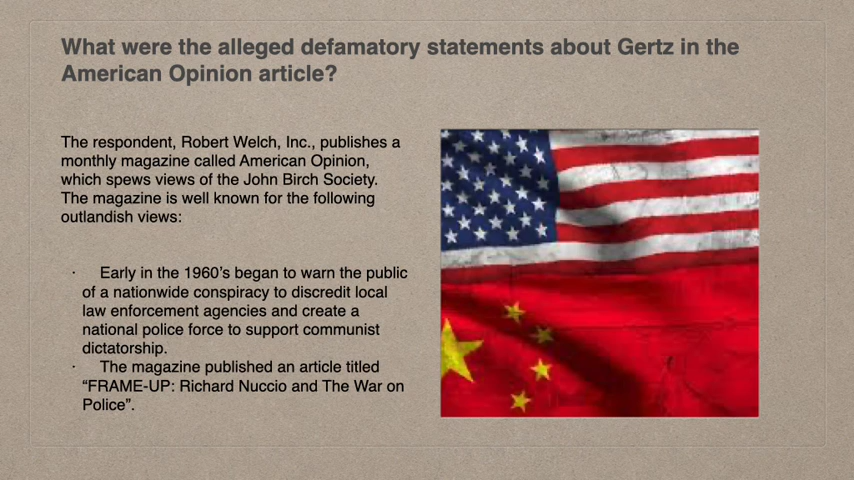 What were the alleged defamatory statements about Gertz in the
American Opinion article?
The respondent, Robert Welch, Inc., publishes a
monthly magazine called American Opinion,
which spews views of the John Birch Society.
The magazine is well known for the following
outlandish views:
· Early in the 1960’s began to warn the public
of a nationwide conspiracy to discredit local
law enforcement agencies and create a
national police force to support communist
dictatorship.
· The magazine published an article titled
“FRAME-UP: Richard Nuccio and The War on
Police”.